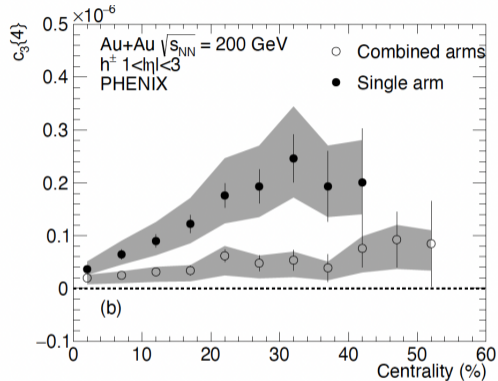 ×10⁻⁶
c₃{4}
0.5
0.4
0.3
0.2
0.1
0
−0.1
Au+Au √sNN = 200 GeV
h± 1<|η|<3
PHENIX
Combined arms
Single arm
(b)
0 10 20 30 40 50 60
Centrality (%)